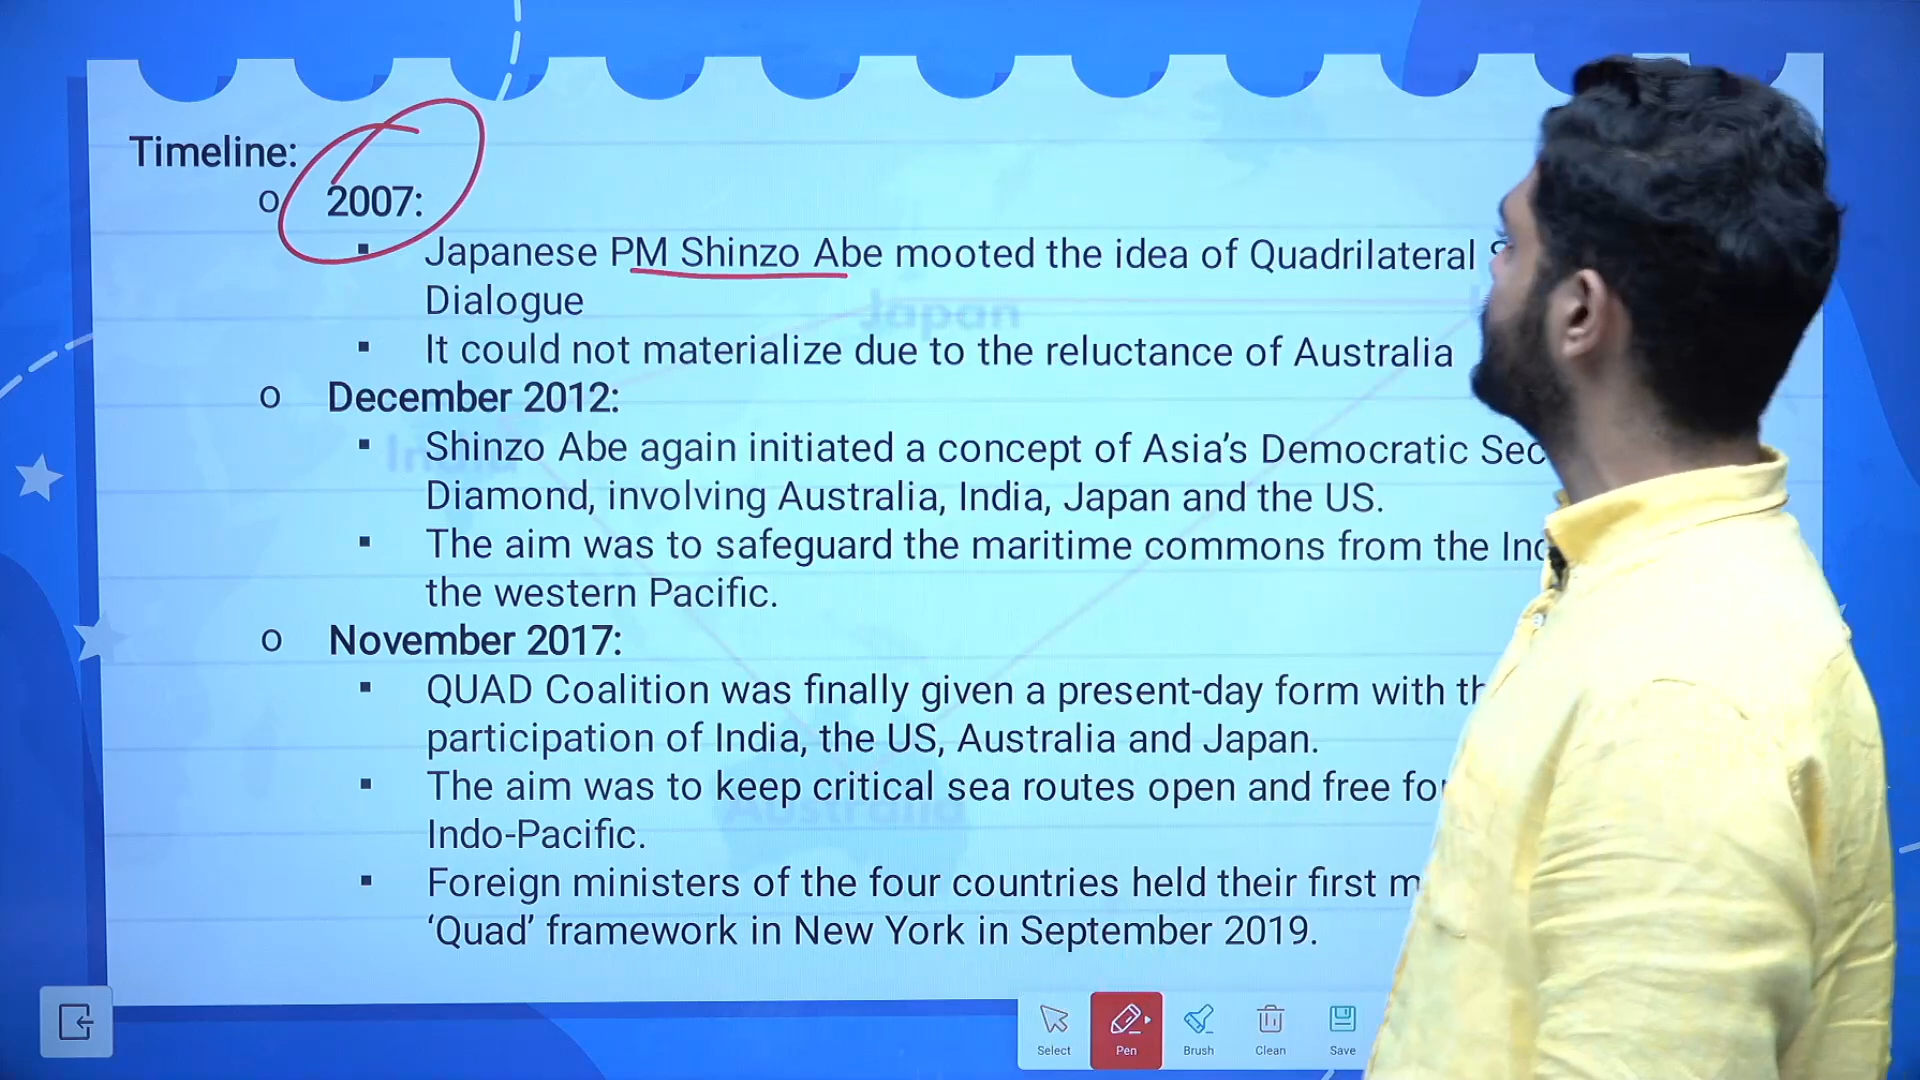 Timeline:
o 2007:
▪ Japanese PM Shinzo Abe mooted the idea of Quadrilateral
Dialogue
▪ It could not materialize due to the reluctance of Australia
o December 2012:
▪ Shinzo Abe again initiated a concept of Asia’s Democratic
Diamond, involving Australia, India, Japan and the US.
▪ The aim was to safeguard the maritime commons from the
the western Pacific.
o November 2017:
▪ QUAD Coalition was finally given a present-day form with
participation of India, the US, Australia and Japan.
▪ The aim was to keep critical sea routes open and free
Indo-Pacific.
▪ Foreign ministers of the four countries held their first
‘Quad’ framework in New York in September 2019.
Japan
India
Australia
Select Pen Brush Clean Save